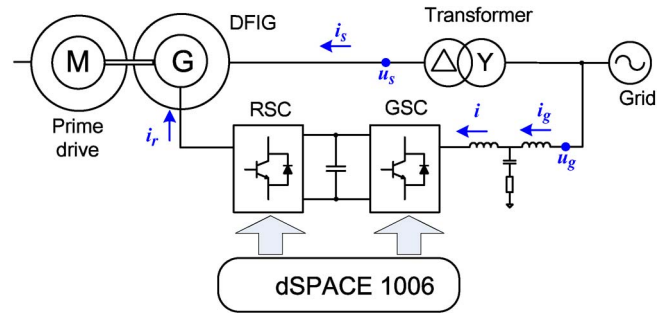 DFIG
i_s
Transformer
M
G
u_s
Δ
Y
Grid
Prime
drive
i_r
RSC
GSC
i
i_g
u_g
dSPACE 1006